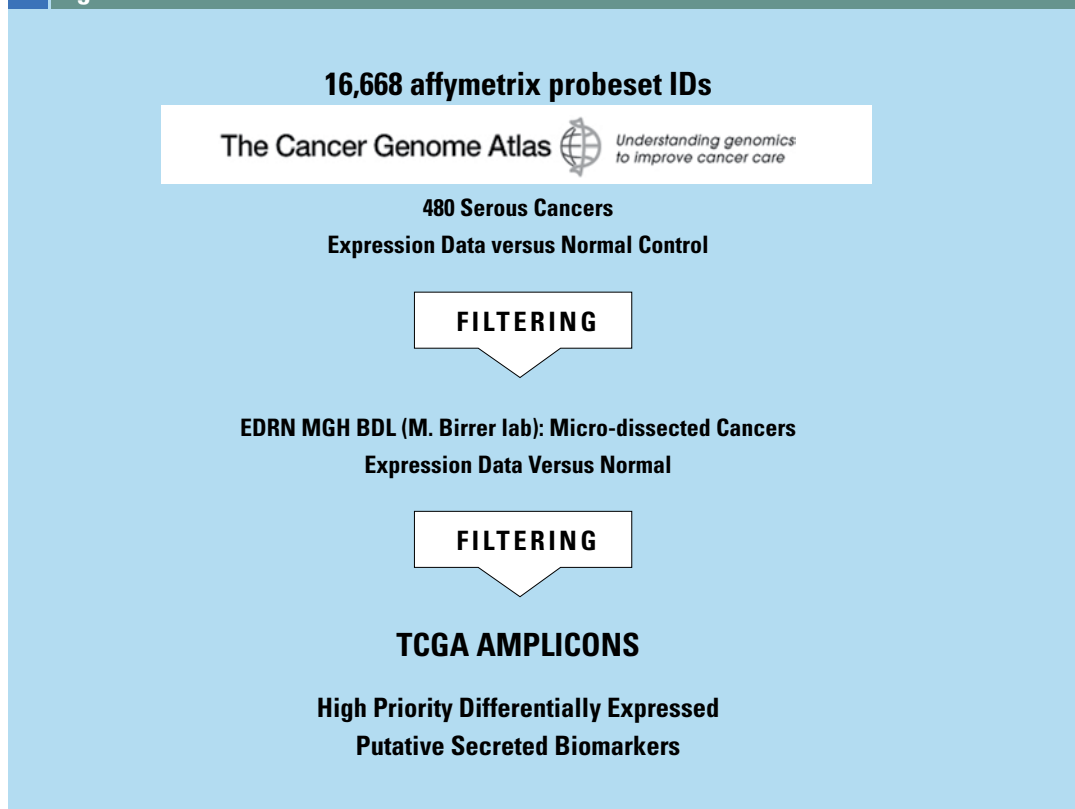 16,668 affymetrix probeset IDs
The Cancer Genome Atlas
Understanding genomics
to improve cancer care
480 Serous Cancers
Expression Data versus Normal Control
FILTERING
EDRN MGH BDL (M. Birrer lab): Micro-dissected Cancers
Expression Data Versus Normal
FILTERING
TCGA AMPLICONS
High Priority Differentially Expressed
Putative Secreted Biomarkers